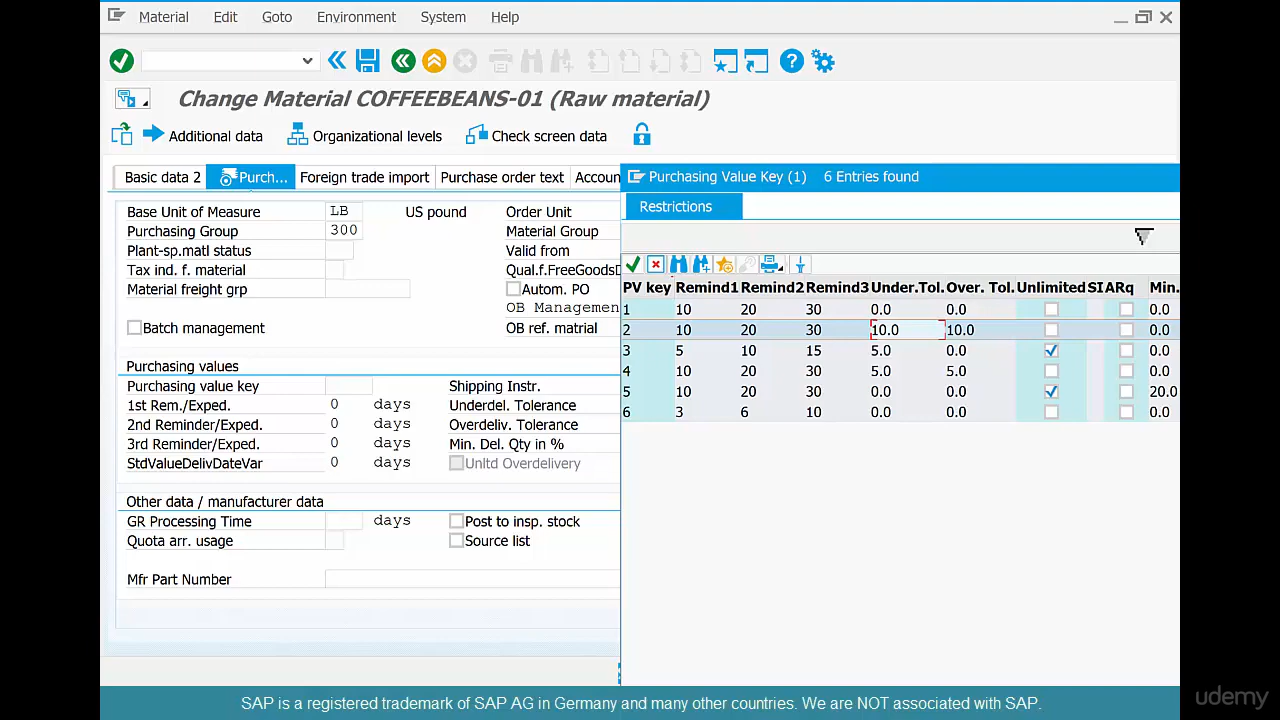 Material Edit Goto Environment System Help
Change Material COFFEEBEANS-01 (Raw material)
Additional data Organizational levels Check screen data
Basic data 2 Purch... Foreign trade import Purchase order text Accoun
Base Unit of Measure LB US pound Order Unit
Purchasing Group 300 Material Group
Plant-sp.matl status Valid from
Tax ind. f. material Qual.f.FreeGoodsD
Material freight grp Autom. PO
OB Managemen
Batch management OB ref. matrial
Purchasing values
Purchasing value key Shipping Instr.
1st Rem./Exped. 0 days Underdel. Tolerance
2nd Reminder/Exped. 0 days Overdeliv. Tolerance
3rd Reminder/Exped. 0 days Min. Del. Qty in %
StdValueDelivDateVar 0 days Unltd Overdelivery
Other data / manufacturer data
GR Processing Time days Post to insp. stock
Quota arr. usage Source list
Mfr Part Number
Purchasing Value Key (1) 6 Entries found
Restrictions
PV key Remind1 Remind2 Remind3 Under.Tol. Over. Tol. Unlimited SI ARq Min.
1 10 20 30 0.0 0.0 0.0
2 10 20 30 10.0 10.0 0.0
3 5 10 15 5.0 0.0 0.0
4 10 20 30 5.0 5.0 0.0
5 10 20 30 0.0 0.0 20.0
6 3 6 10 0.0 0.0 0.0
SAP is a registered trademark of SAP AG in Germany and many other countries. We are NOT associated with SAP.
udemy